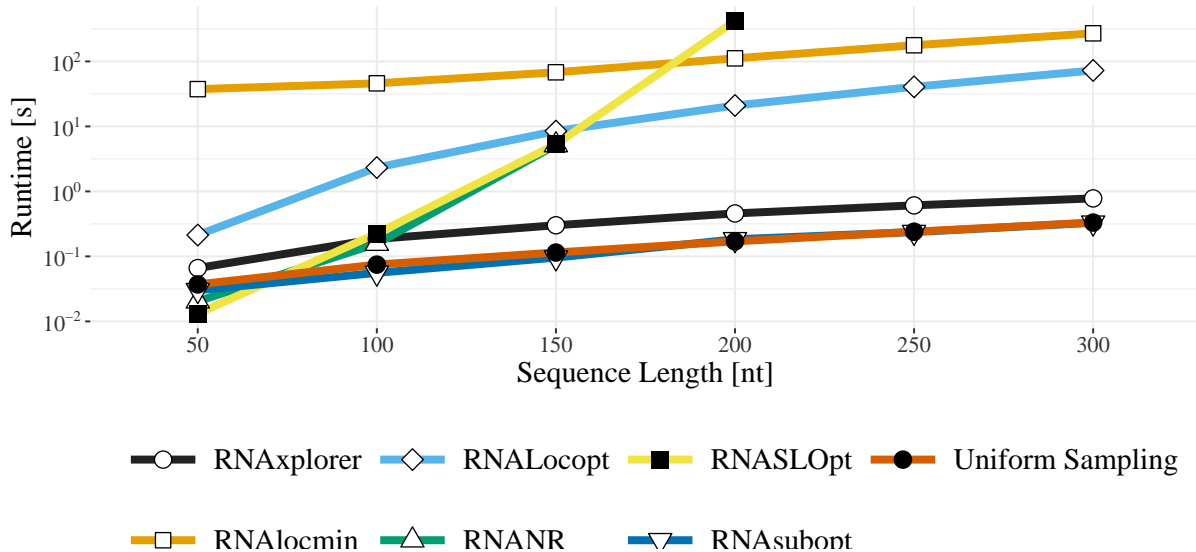 Runtime [s]
10²
10¹
10⁰
10⁻¹
10⁻²
50 100 150 200 250 300
Sequence Length [nt]
RNAxplorer RNALocopt RNASLOpt Uniform Sampling
RNAlocmin RNANR RNAsubopt